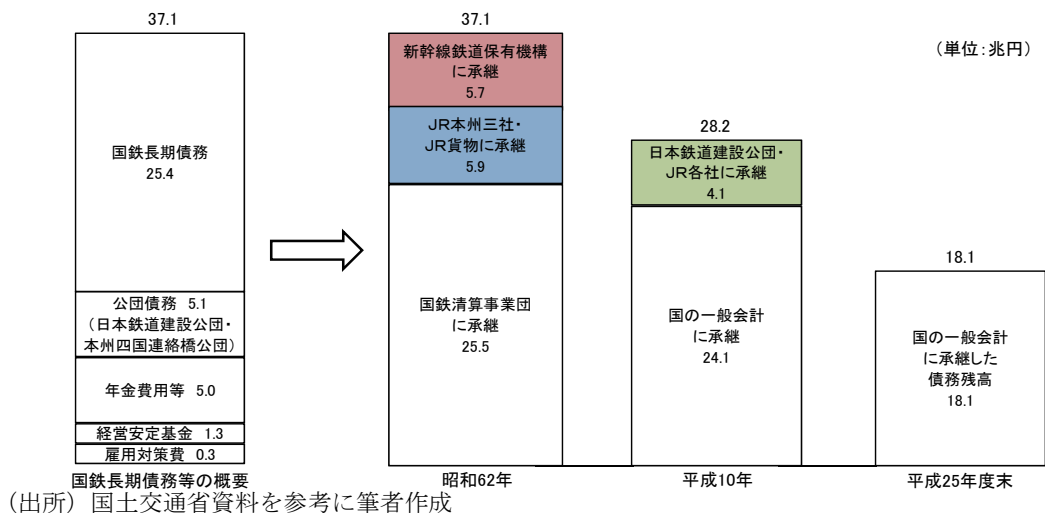 37.1
国鉄長期債務
25.4
公団債務 5.1
(日本鉄道建設公団・
本州四国連絡橋公団)
年金費用等 5.0
経営安定基金 1.3
雇用対策費 0.3
国鉄長期債務等の概要
37.1
新幹線鉄道保有機構
に承継
5.7
JR本州三社・
JR貨物に承継
5.9
国鉄清算事業団
に承継
25.5
昭和62年
(単位:兆円)
28.2
日本鉄道建設公団・
JR各社に承継
4.1
国の一般会計
に承継
24.1
平成10年
18.1
国の一般会計
に承継した
債務残高
18.1
平成25年度末
(出所)国土交通省資料を参考に筆者作成